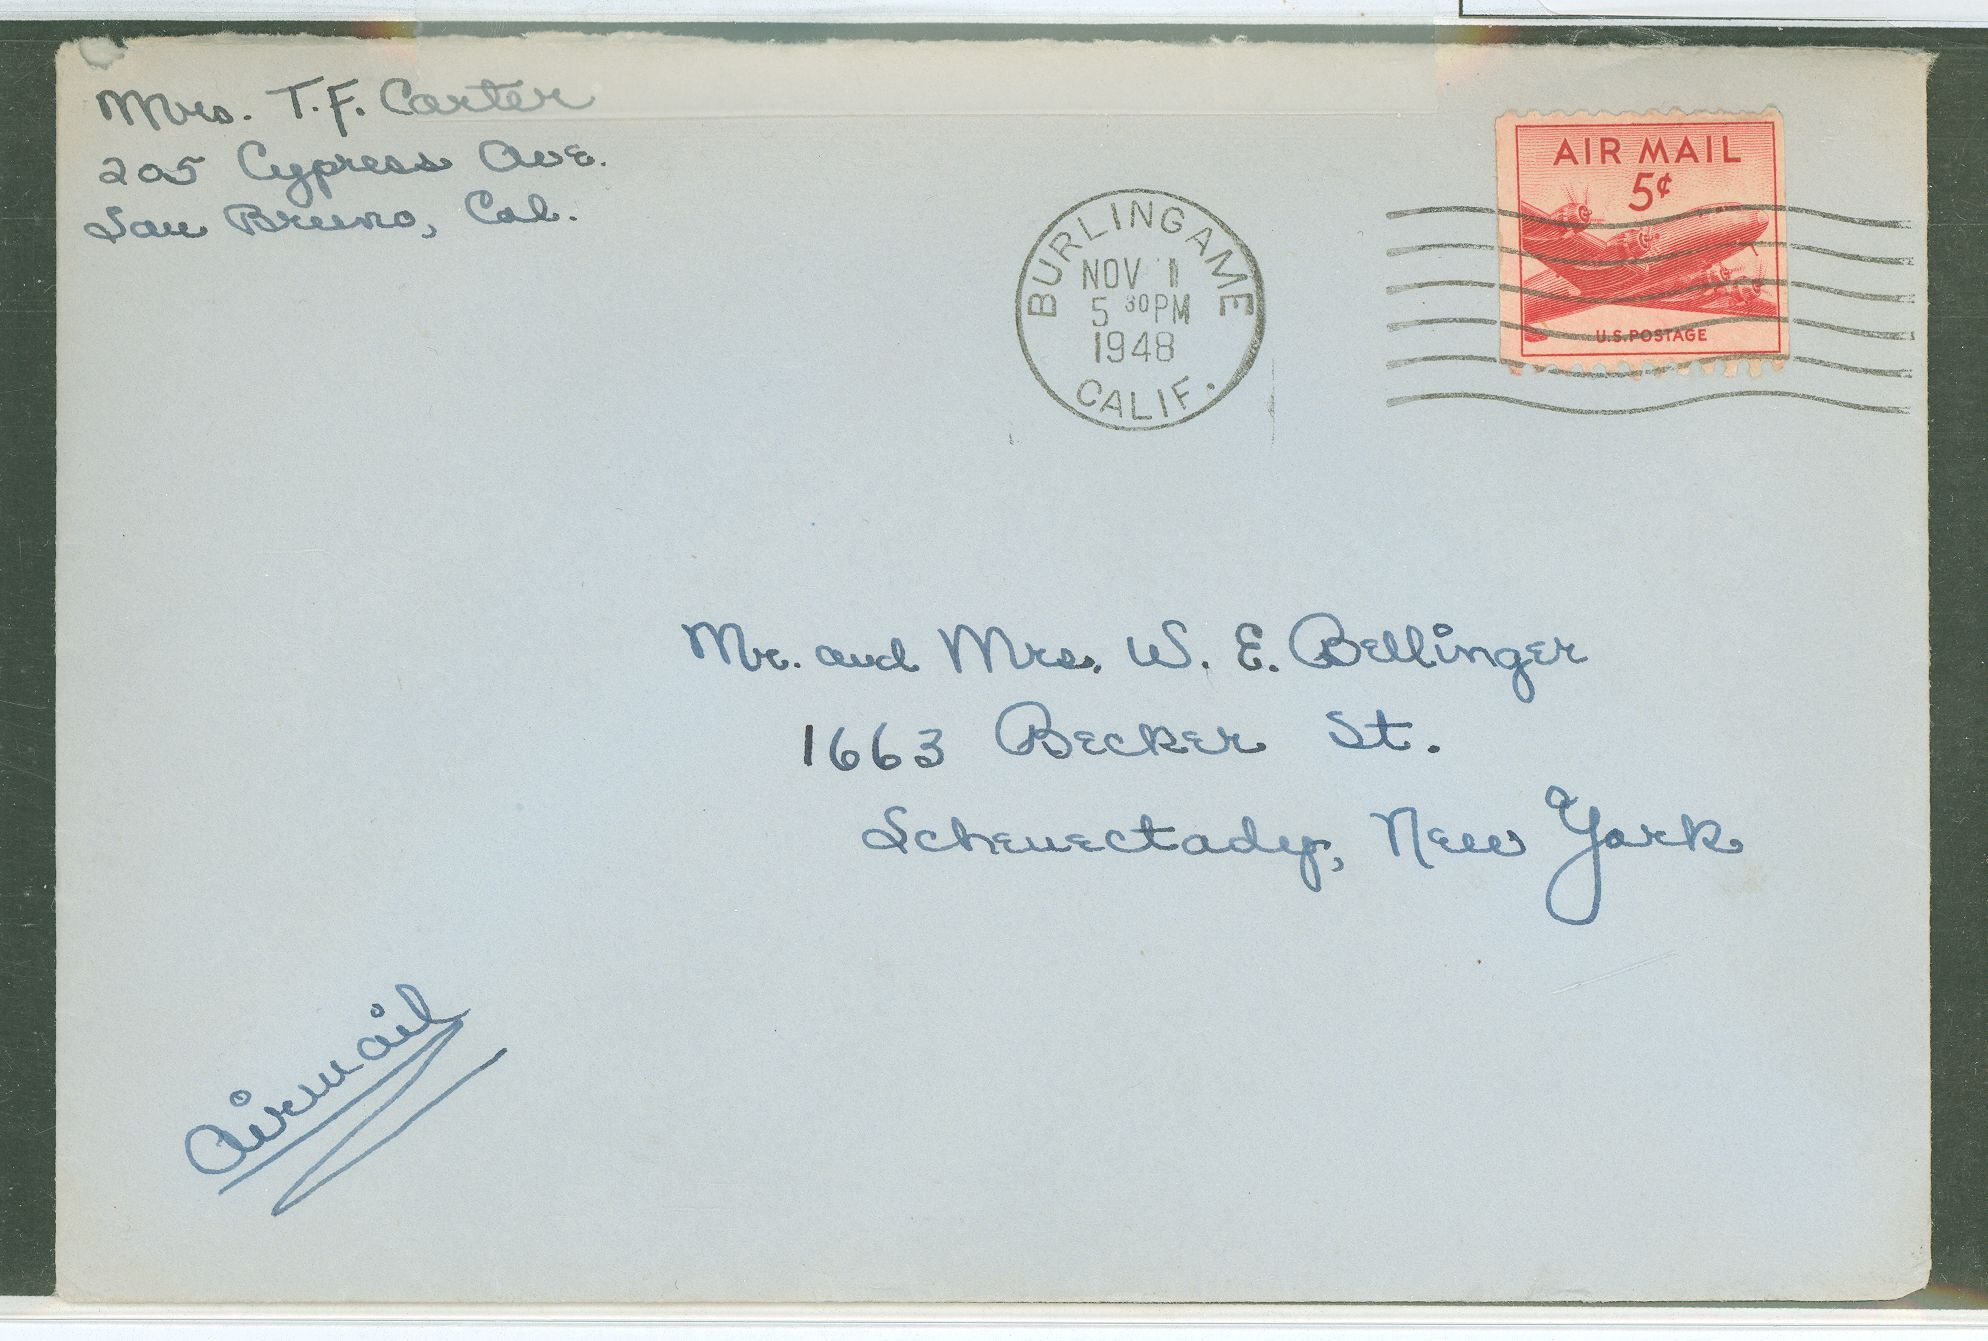 Mrs. T.F. Carter
205 Cypress Ave.
San Bruno, Cal.
BURLINGAME
NOV 1
5 30 PM
1948
CALIF.
AIR MAIL
5¢
U.S. POSTAGE
Mr. and Mrs. W. E. Bellinger
1663 Becker St.
Schenectady, New York
Airmail